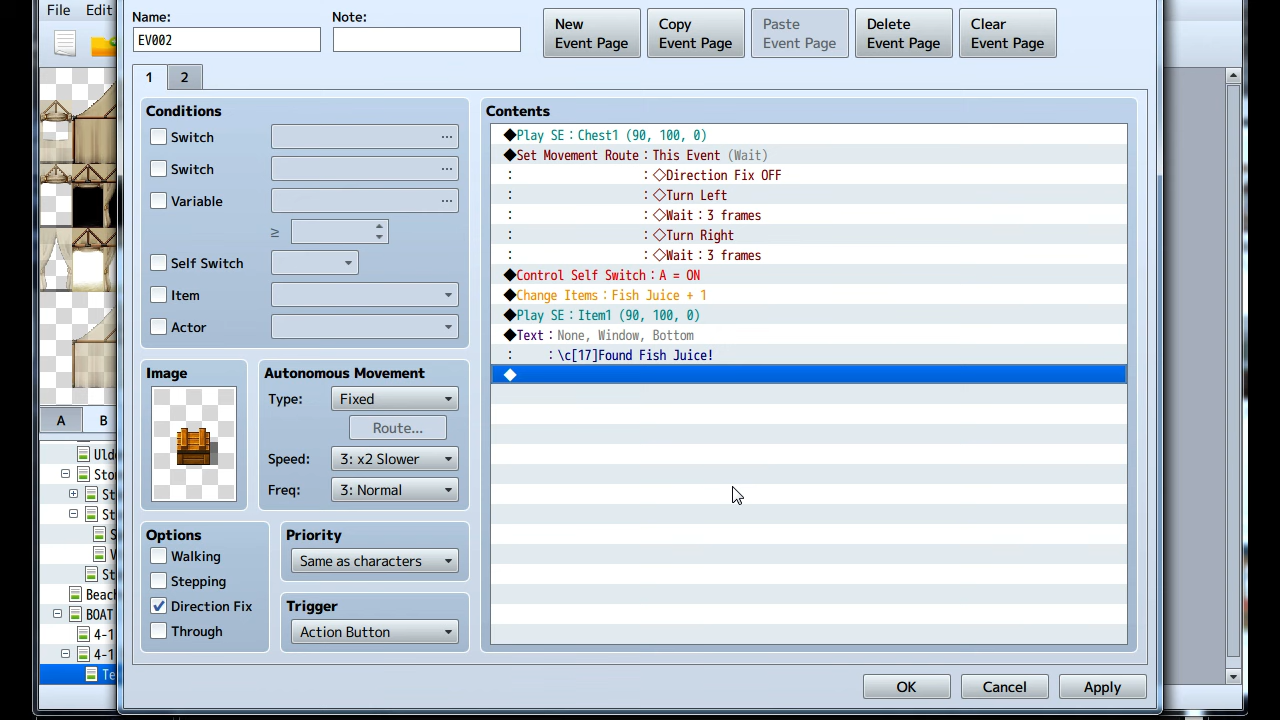 File Edit
Name:
Note:
EV002
New
Event Page
Copy
Event Page
Paste
Event Page
Delete
Event Page
Clear
Event Page
1 2
Conditions
Switch ...
Switch ...
Variable ...
≥
Self Switch
Item
Actor
Image
Autonomous Movement
Type: Fixed
Route...
Speed: 3: x2 Slower
Freq: 3: Normal
Options
Walking
Stepping
Direction Fix
Through
Priority
Same as characters
Trigger
Action Button
Contents
◆Play SE : Chest1 (90, 100, 0)
◆Set Movement Route : This Event (Wait)
: : ◇Direction Fix OFF
: : ◇Turn Left
: : ◇Wait : 3 frames
: : ◇Turn Right
: : ◇Wait : 3 frames
◆Control Self Switch : A = ON
◆Change Items : Fish Juice + 1
◆Play SE : Item1 (90, 100, 0)
◆Text : None, Window, Bottom
: : \c[17]Found Fish Juice!
◆
A B
BOAT
4-1
4-1
OK Cancel Apply